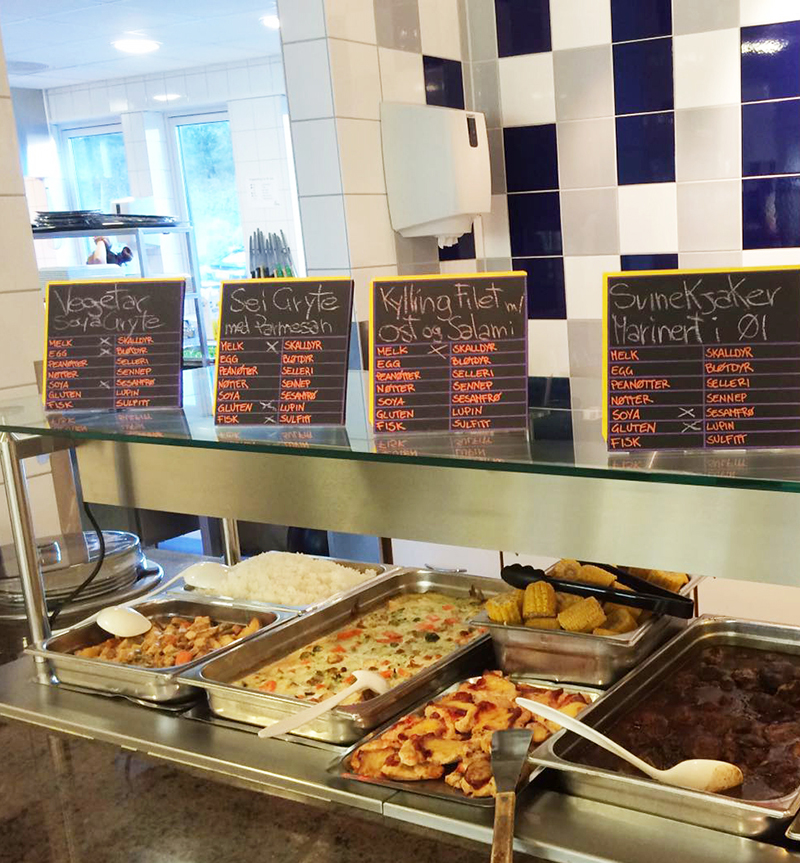 Vegetar
Soya Gryte
MELK SKALLDYR
EGG BLØTDYR
PEANØTTER SELLERI
NØTTER SENNEP
SOYA SESAMFRØ
GLUTEN LUPIN
FISK SULFITT
Sei Gryte
med Parmesan
MELK SKALLDYR
EGG BLØTDYR
PEANØTTER SELLERI
NØTTER SENNEP
SOYA SESAMFRØ
GLUTEN LUPIN
FISK SULFITT
Kylling Filet m/
Ost og Salami
MELK SKALLDYR
EGG BLØTDYR
PEANØTTER SELLERI
NØTTER SENNEP
SOYA SESAMFRØ
GLUTEN LUPIN
FISK SULFITT
SvineKjaker
Marinert i Øl
MELK SKALLDYR
EGG BLØTDYR
PEANØTTER SELLERI
NØTTER SENNEP
SOYA SESAMFRØ
GLUTEN LUPIN
FISK SULFITT